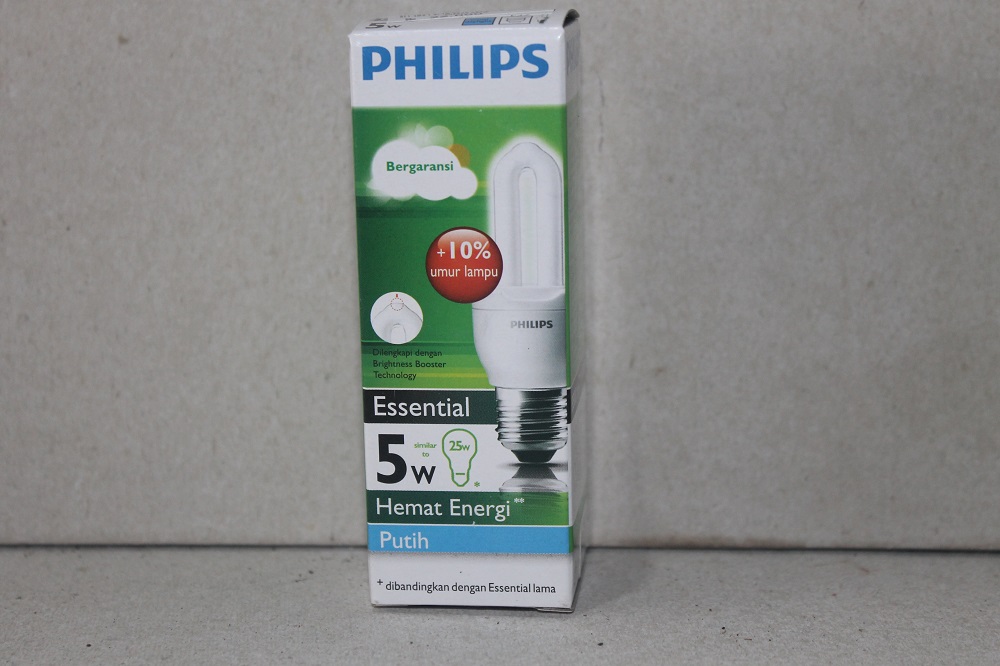 5w
PHILIPS
Bergaransi
+10%
umur lampu
PHILIPS
Dilengkapi dengan
Brightness Booster
Technology
Essential
5w
similar
to
25w
*
Hemat Energi**
Putih
+ dibandingkan dengan Essential lama